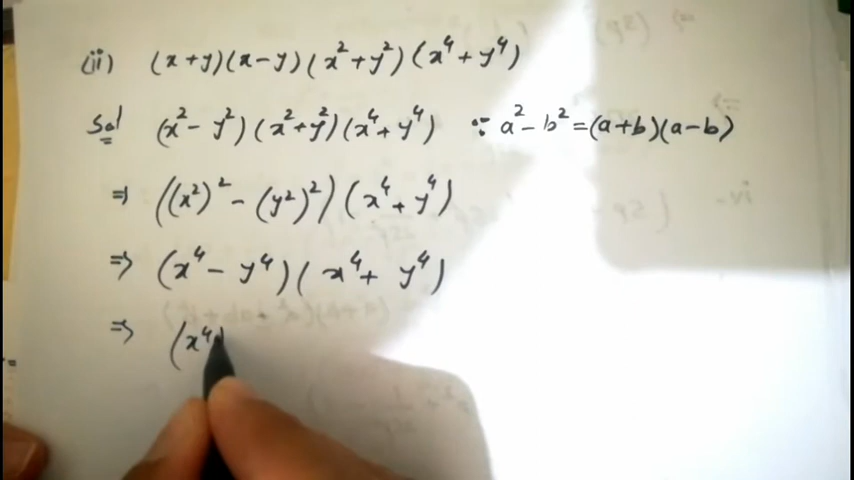 (ii) (x+y)(x-y)(x²+y²)(x⁴+y⁴)
Sol (x²-y²)(x²+y²)(x⁴+y⁴) ∵ a²-b²=(a+b)(a-b)
⇒ ((x²)²-(y²)²)(x⁴+y⁴)
⇒ (x⁴-y⁴)(x⁴+y⁴)
⇒ (x⁴)